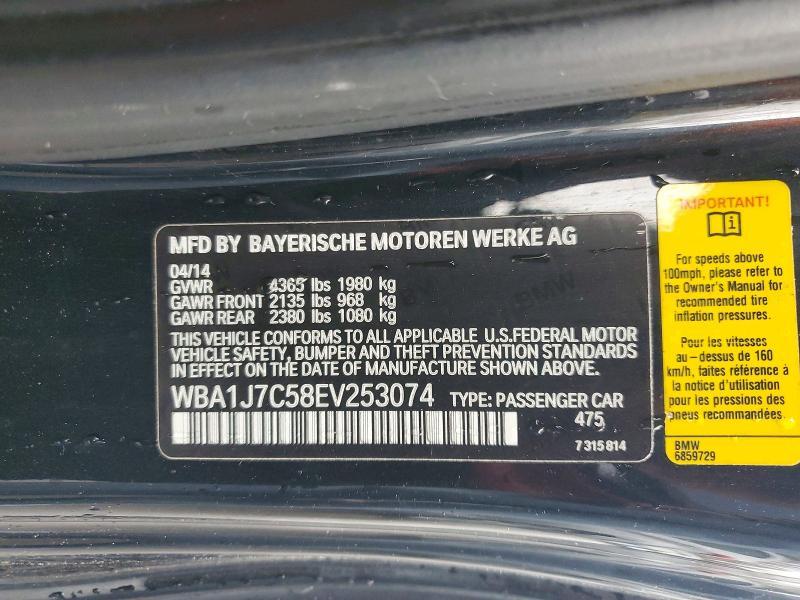 MFD BY BAYERISCHE MOTOREN WERKE AG
04/14
GVWR 4365 lbs 1980 kg
GAWR FRONT 2135 lbs 968 kg
GAWR REAR 2380 lbs 1080 kg
THIS VEHICLE CONFORMS TO ALL APPLICABLE U.S.FEDERAL MOTOR
VEHICLE SAFETY, BUMPER AND THEFT PREVENTION STANDARDS
IN EFFECT ON THE DATE OF MANUFACTURE SHOWN ABOVE.
WBA1J7C58EV253074 TYPE: PASSENGER CAR
475
7315814
IMPORTANT!
For speeds above
100mph, please refer to
the Owner's Manual for
recommended tire
inflation pressures.
Pour les vitesses
au-dessus de 160
km/h, faites référence à
la notice d'utilisation
pour les pressions des
pneus recommandées.
BMW
6859729